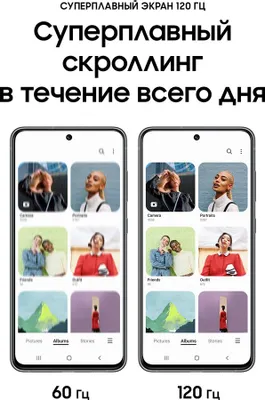 СУПЕРПЛАВНЫЙ ЭКРАН 120 ГЦ
Суперплавный
скроллинг
в течение всего дня
Camera
Portraits
Friends
Outfit
Pictures Albums Stories
Camera
Portraits
Friends
Outfit
Pictures Albums Stories
60 Гц
120 Гц